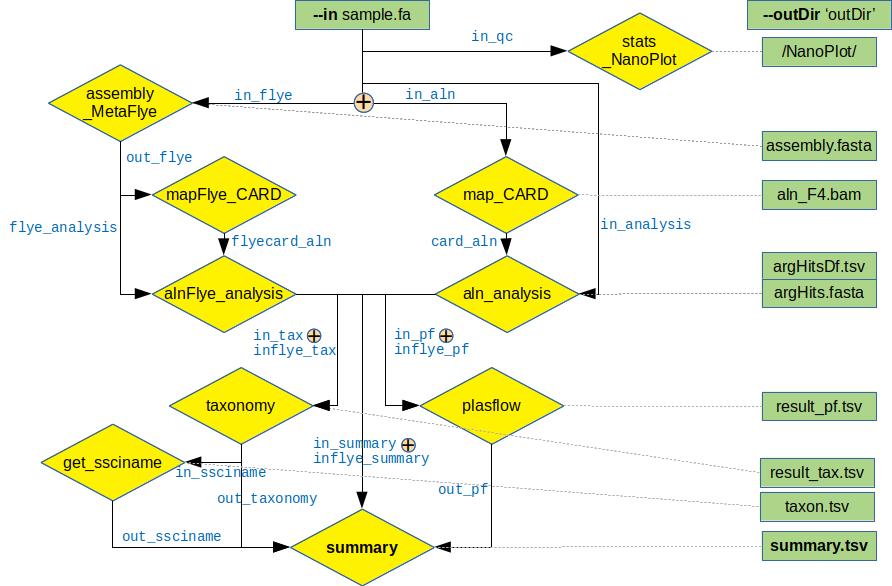 --in sample.fa
--outDir ‘outDir’
in_qc
stats
_NanoPlot
/NanoPlot/
assembly
_MetaFlye
in_flye
in_aln
assembly.fasta
out_flye
mapFlye_CARD
map_CARD
aln_F4.bam
flye_analysis
flyecard_aln
card_aln
in_analysis
argHitsDf.tsv
alnFlye_analysis
aln_analysis
argHits.fasta
in_tax
inflye_tax
in_pf
inflye_pf
taxonomy
plasflow
result_pf.tsv
in_summary
inflye_summary
get_ssciname
in_ssciname
result_tax.tsv
out_taxonomy
out_pf
taxon.tsv
out_ssciname
summary
summary.tsv